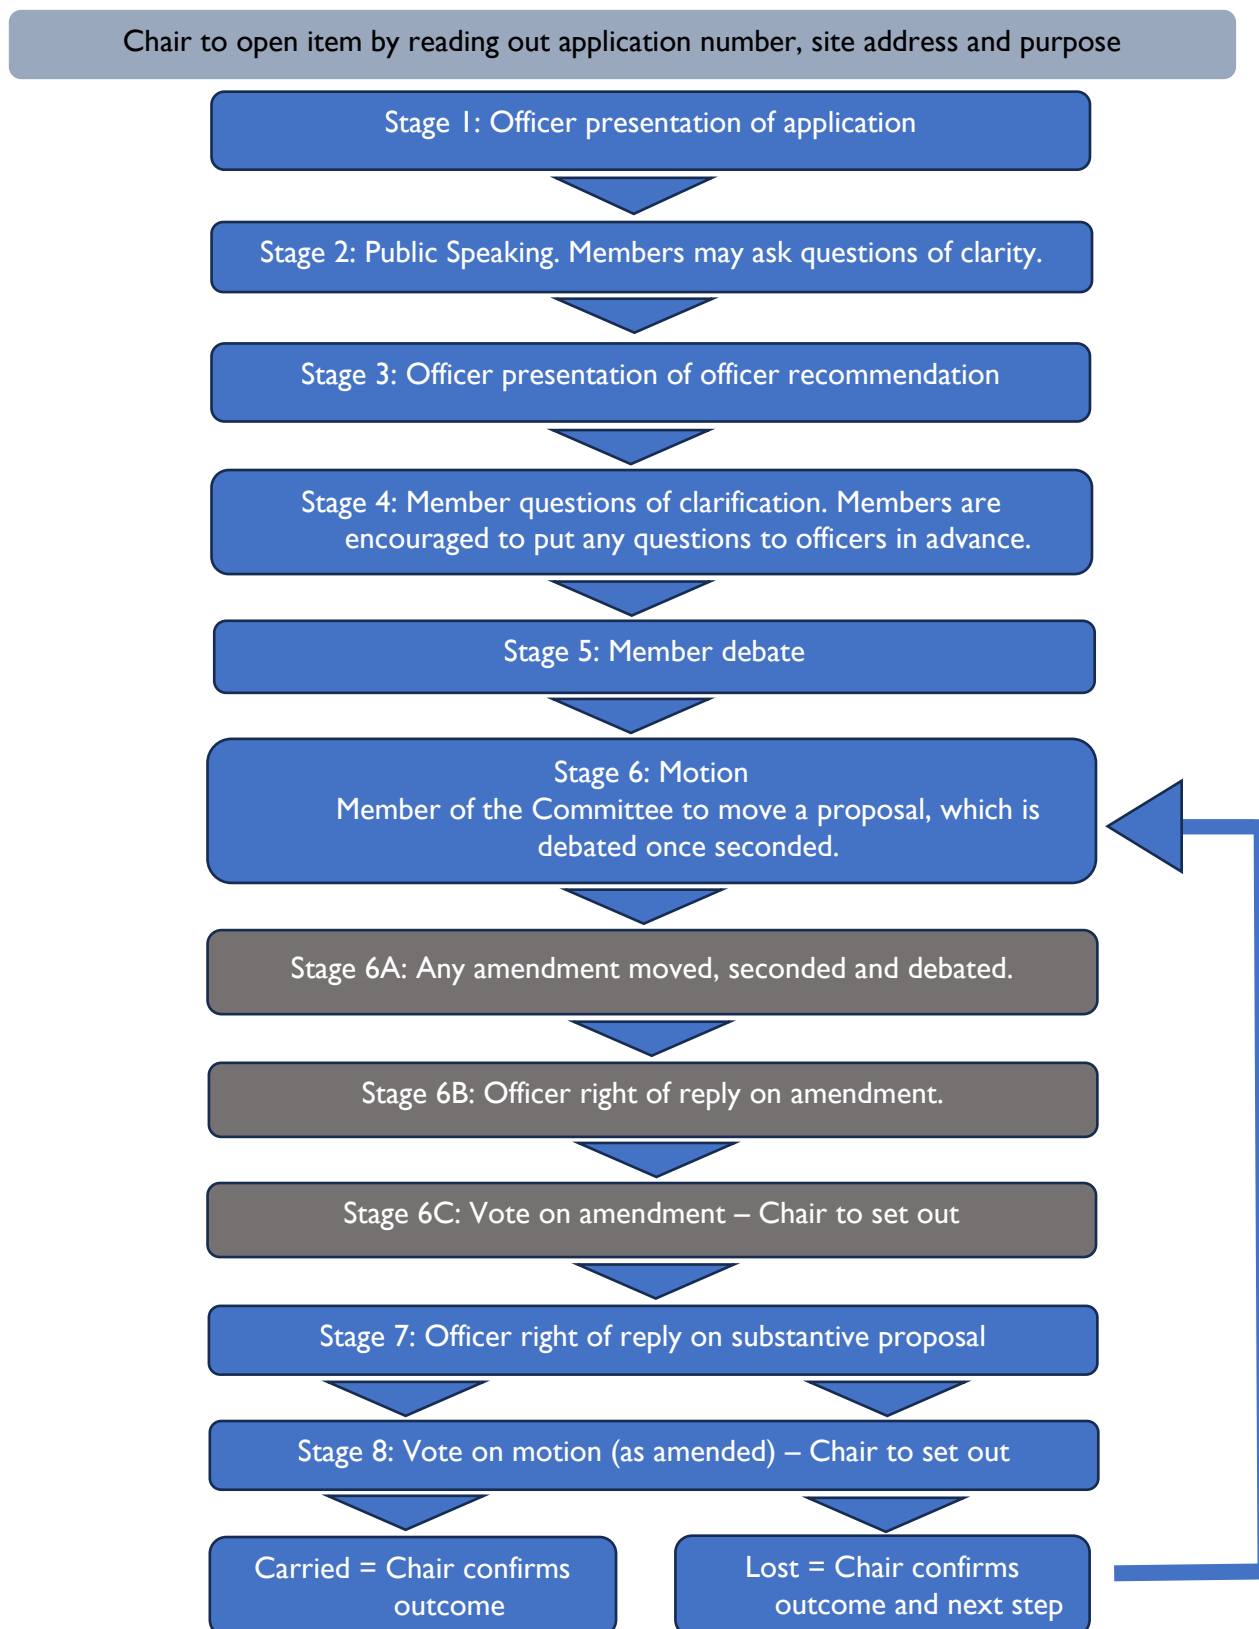 Chair to open item by reading out application number, site address and purpose
Stage 1: Officer presentation of application
Stage 2: Public Speaking. Members may ask questions of clarity.
Stage 3: Officer presentation of officer recommendation
Stage 4: Member questions of clarification. Members are
encouraged to put any questions to officers in advance.
Stage 5: Member debate
Stage 6: Motion
Member of the Committee to move a proposal, which is
debated once seconded.
Stage 6A: Any amendment moved, seconded and debated.
Stage 6B: Officer right of reply on amendment.
Stage 6C: Vote on amendment – Chair to set out
Stage 7: Officer right of reply on substantive proposal
Stage 8: Vote on motion (as amended) – Chair to set out
Carried = Chair confirms
outcome
Lost = Chair confirms
outcome and next step